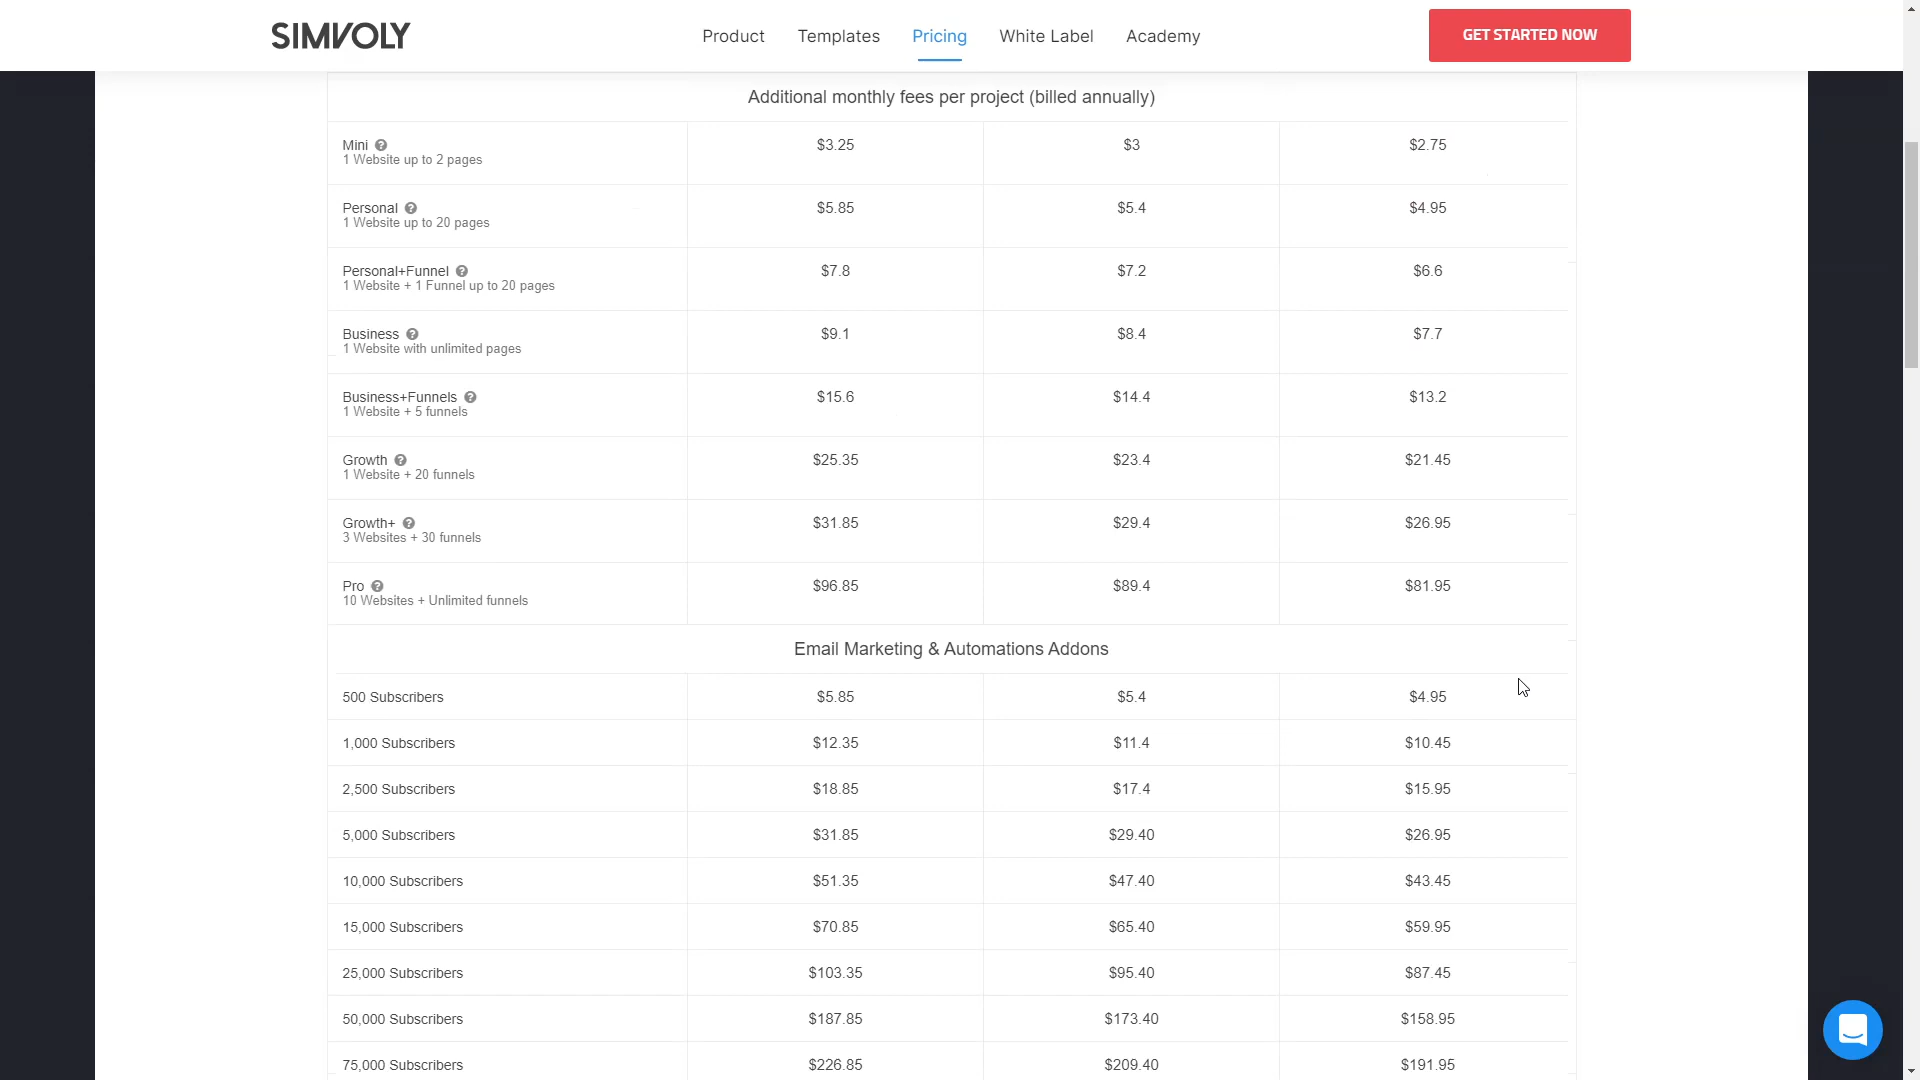 SIMVOLY
Product Templates Pricing White Label Academy
GET STARTED NOW
Additional monthly fees per project (billed annually)
Mini $3.25 $3 $2.75
1 Website up to 2 pages
Personal $5.85 $5.4 $4.95
1 Website up to 20 pages
Personal+Funnel $7.8 $7.2 $6.6
1 Website + 1 Funnel up to 20 pages
Business $9.1 $8.4 $7.7
1 Website with unlimited pages
Business+Funnels $15.6 $14.4 $13.2
1 Website + 5 funnels
Growth $25.35 $23.4 $21.45
1 Website + 20 funnels
Growth+ $31.85 $29.4 $26.95
3 Websites + 30 funnels
Pro $96.85 $89.4 $81.95
10 Websites + Unlimited funnels
Email Marketing & Automations Addons
500 Subscribers $5.85 $5.4 $4.95
1,000 Subscribers $12.35 $11.4 $10.45
2,500 Subscribers $18.85 $17.4 $15.95
5,000 Subscribers $31.85 $29.40 $26.95
10,000 Subscribers $51.35 $47.40 $43.45
15,000 Subscribers $70.85 $65.40 $59.95
25,000 Subscribers $103.35 $95.40 $87.45
50,000 Subscribers $187.85 $173.40 $158.95
75,000 Subscribers $226.85 $209.40 $191.95